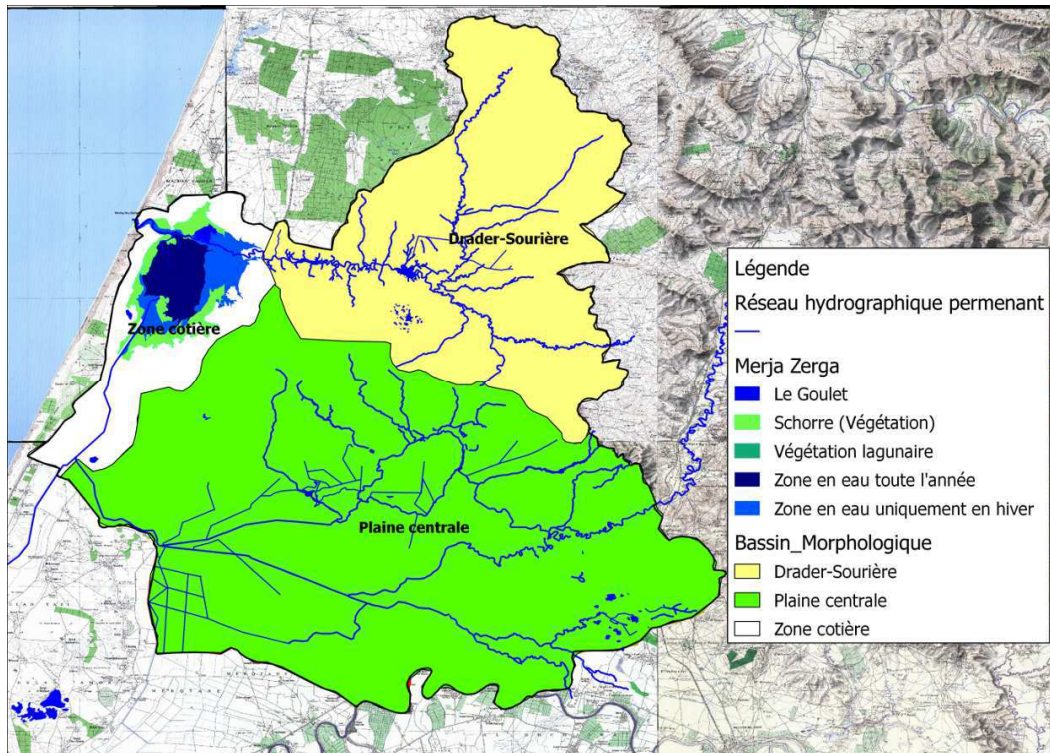 Drader-Sourière
Zone cotière
Plaine centrale
Légende
Réseau hydrographique permenant
Merja Zerga
Le Goulet
Schorre (Végétation)
Végétation lagunaire
Zone en eau toute l'année
Zone en eau uniquement en hiver
Bassin_Morphologique
Drader-Sourière
Plaine centrale
Zone cotière